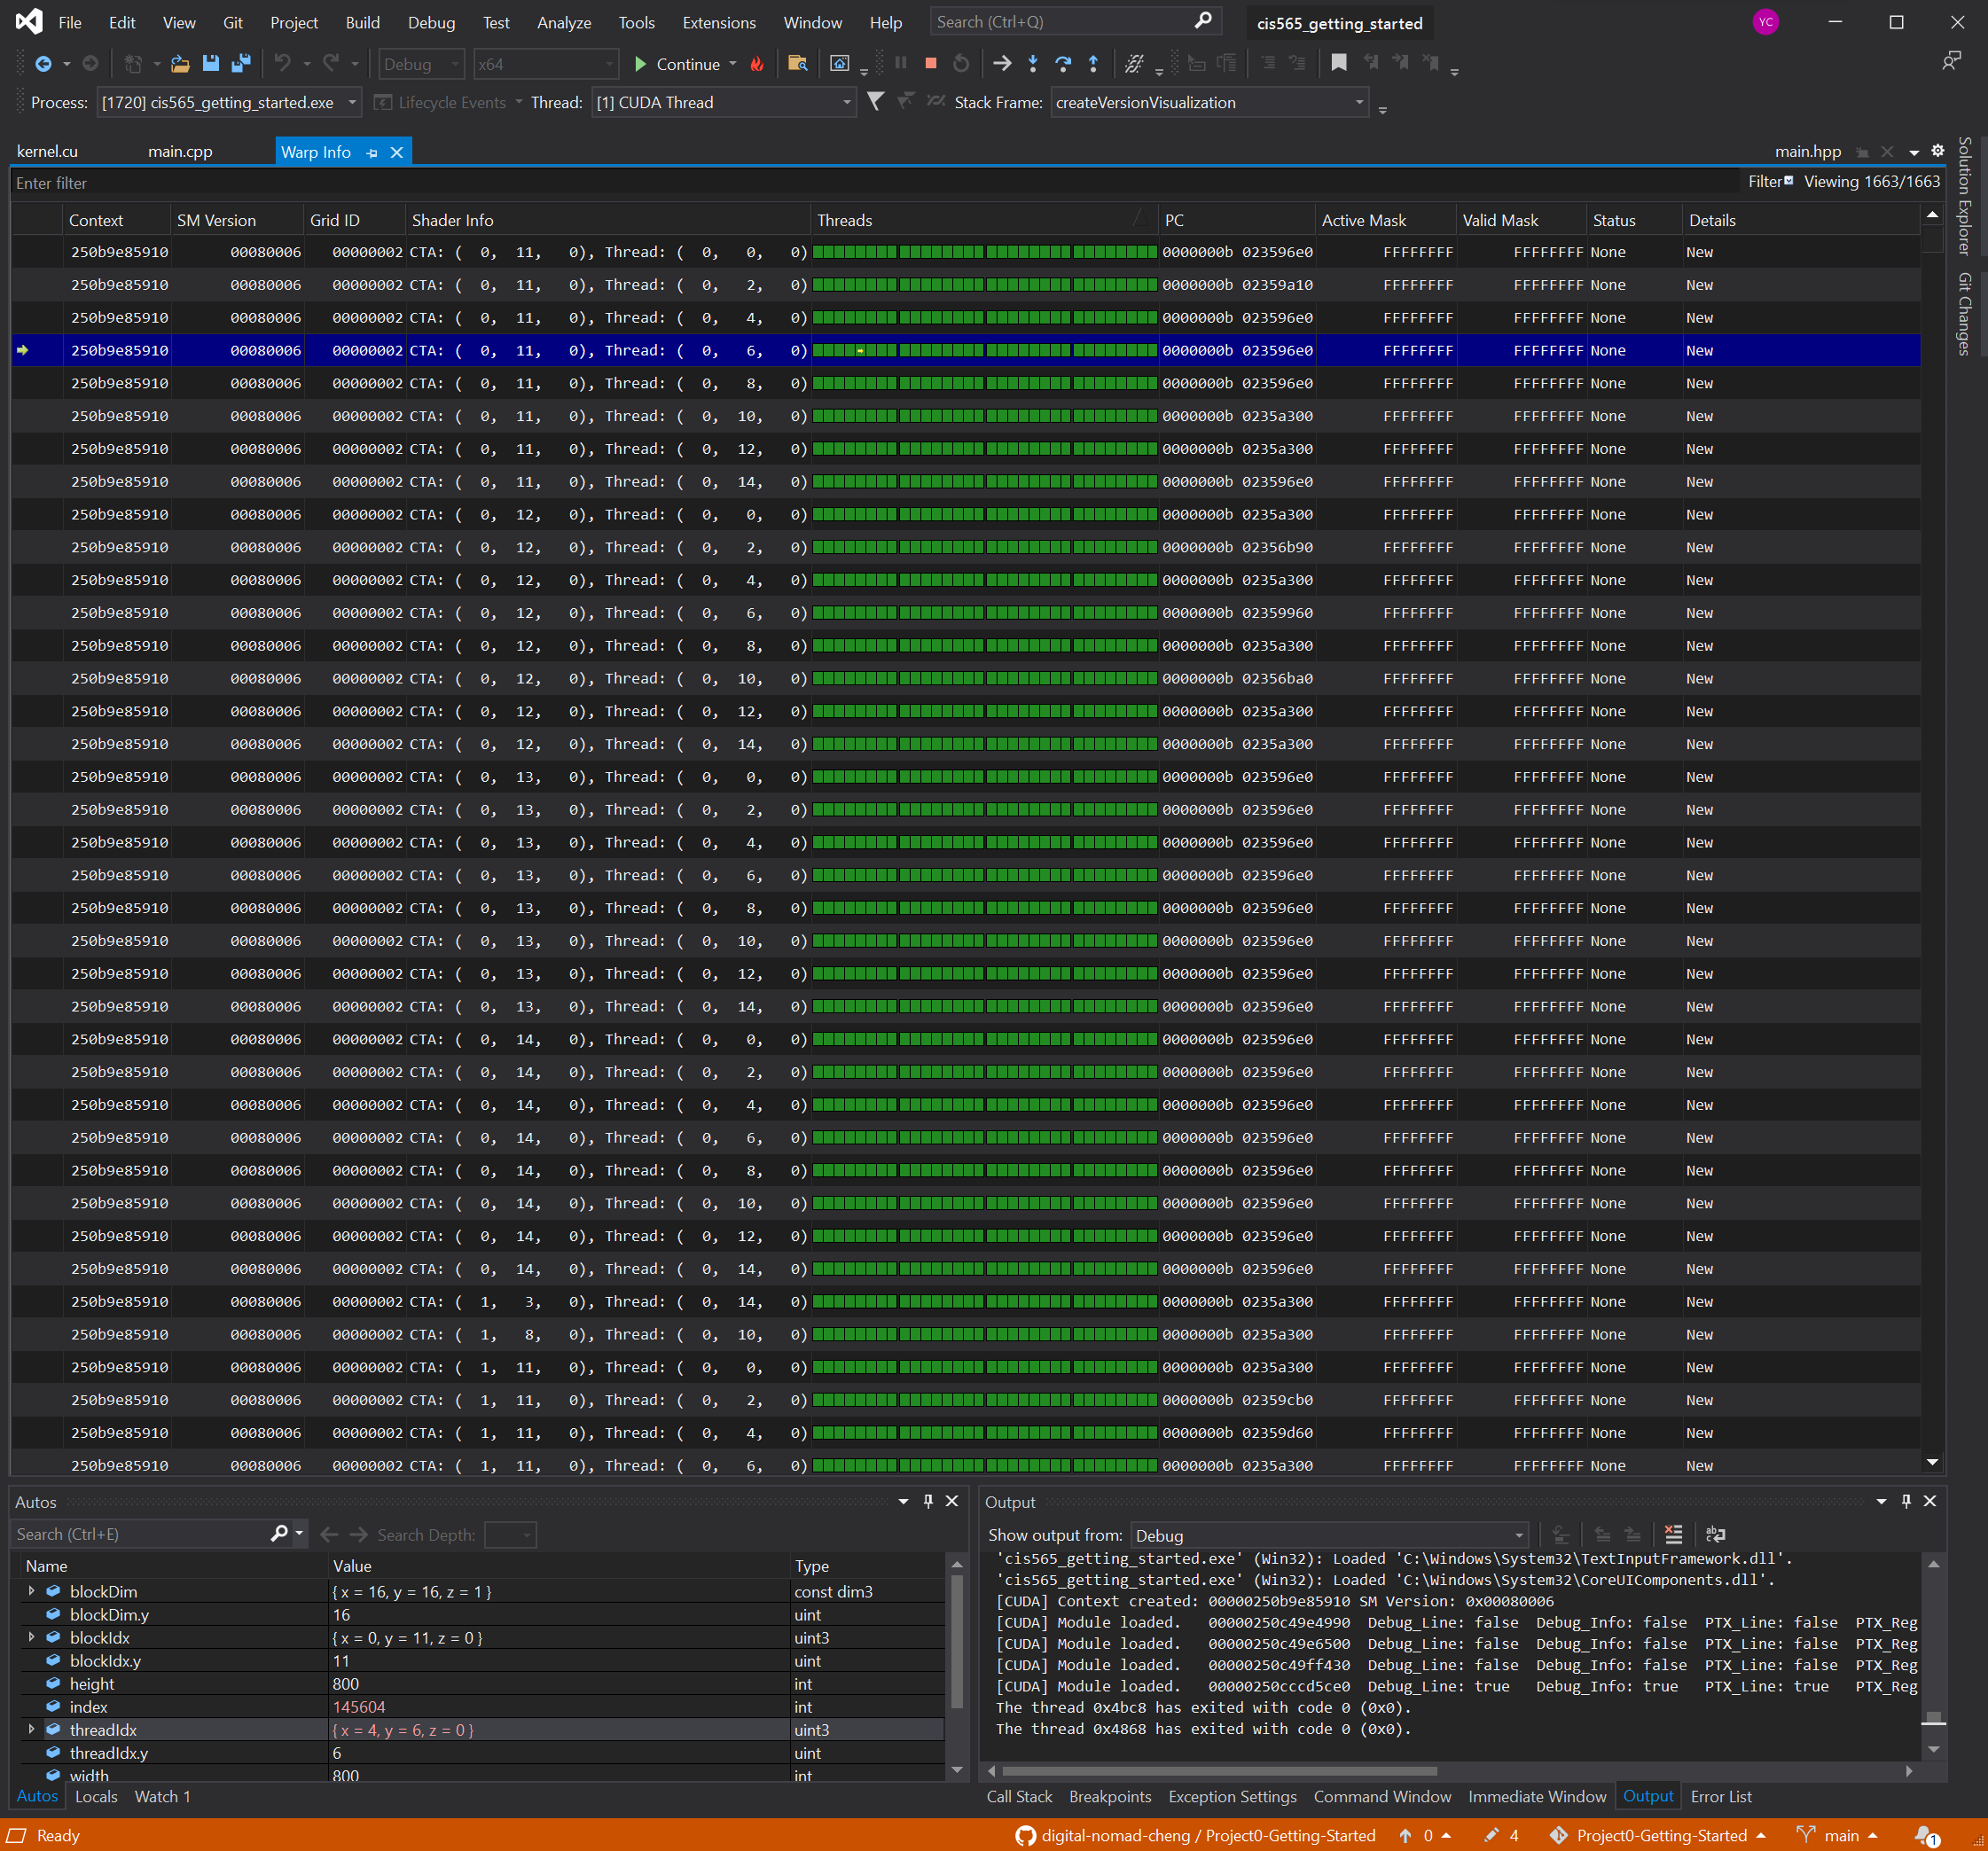 File Edit View Git Project Build Debug Test Analyze Tools Extensions Window Help Search (Ctrl+Q) cis565_getting_started YC
Debug x64 Continue
Process: [1720] cis565_getting_started.exe Lifecycle Events Thread: [1] CUDA Thread Stack Frame: createVersionVisualization
kernel.cu main.cpp Warp Info main.hpp
Enter filter Filter Viewing 1663/1663
Solution Explorer
Git Changes
Context SM Version Grid ID Shader Info Threads PC Active Mask Valid Mask Status Details
250b9e85910 00080006 00000002 CTA: ( 0, 11, 0), Thread: ( 0, 0, 0) 0000000b 023596e0 FFFFFFFF FFFFFFFF None New
250b9e85910 00080006 00000002 CTA: ( 0, 11, 0), Thread: ( 0, 2, 0) 0000000b 02359a10 FFFFFFFF FFFFFFFF None New
250b9e85910 00080006 00000002 CTA: ( 0, 11, 0), Thread: ( 0, 4, 0) 0000000b 023596e0 FFFFFFFF FFFFFFFF None New
250b9e85910 00080006 00000002 CTA: ( 0, 11, 0), Thread: ( 0, 6, 0) 0000000b 023596e0 FFFFFFFF FFFFFFFF None New
250b9e85910 00080006 00000002 CTA: ( 0, 11, 0), Thread: ( 0, 8, 0) 0000000b 023596e0 FFFFFFFF FFFFFFFF None New
250b9e85910 00080006 00000002 CTA: ( 0, 11, 0), Thread: ( 0, 10, 0) 0000000b 0235a300 FFFFFFFF FFFFFFFF None New
250b9e85910 00080006 00000002 CTA: ( 0, 11, 0), Thread: ( 0, 12, 0) 0000000b 0235a300 FFFFFFFF FFFFFFFF None New
250b9e85910 00080006 00000002 CTA: ( 0, 11, 0), Thread: ( 0, 14, 0) 0000000b 023596e0 FFFFFFFF FFFFFFFF None New
250b9e85910 00080006 00000002 CTA: ( 0, 12, 0), Thread: ( 0, 0, 0) 0000000b 0235a300 FFFFFFFF FFFFFFFF None New
250b9e85910 00080006 00000002 CTA: ( 0, 12, 0), Thread: ( 0, 2, 0) 0000000b 02356b90 FFFFFFFF FFFFFFFF None New
250b9e85910 00080006 00000002 CTA: ( 0, 12, 0), Thread: ( 0, 4, 0) 0000000b 0235a300 FFFFFFFF FFFFFFFF None New
250b9e85910 00080006 00000002 CTA: ( 0, 12, 0), Thread: ( 0, 6, 0) 0000000b 02359960 FFFFFFFF FFFFFFFF None New
250b9e85910 00080006 00000002 CTA: ( 0, 12, 0), Thread: ( 0, 8, 0) 0000000b 0235a300 FFFFFFFF FFFFFFFF None New
250b9e85910 00080006 00000002 CTA: ( 0, 12, 0), Thread: ( 0, 10, 0) 0000000b 02356ba0 FFFFFFFF FFFFFFFF None New
250b9e85910 00080006 00000002 CTA: ( 0, 12, 0), Thread: ( 0, 12, 0) 0000000b 0235a300 FFFFFFFF FFFFFFFF None New
250b9e85910 00080006 00000002 CTA: ( 0, 12, 0), Thread: ( 0, 14, 0) 0000000b 0235a300 FFFFFFFF FFFFFFFF None New
250b9e85910 00080006 00000002 CTA: ( 0, 13, 0), Thread: ( 0, 0, 0) 0000000b 023596e0 FFFFFFFF FFFFFFFF None New
250b9e85910 00080006 00000002 CTA: ( 0, 13, 0), Thread: ( 0, 2, 0) 0000000b 023596e0 FFFFFFFF FFFFFFFF None New
250b9e85910 00080006 00000002 CTA: ( 0, 13, 0), Thread: ( 0, 4, 0) 0000000b 023596e0 FFFFFFFF FFFFFFFF None New
250b9e85910 00080006 00000002 CTA: ( 0, 13, 0), Thread: ( 0, 6, 0) 0000000b 023596e0 FFFFFFFF FFFFFFFF None New
250b9e85910 00080006 00000002 CTA: ( 0, 13, 0), Thread: ( 0, 8, 0) 0000000b 023596e0 FFFFFFFF FFFFFFFF None New
250b9e85910 00080006 00000002 CTA: ( 0, 13, 0), Thread: ( 0, 10, 0) 0000000b 023596e0 FFFFFFFF FFFFFFFF None New
250b9e85910 00080006 00000002 CTA: ( 0, 13, 0), Thread: ( 0, 12, 0) 0000000b 023596e0 FFFFFFFF FFFFFFFF None New
250b9e85910 00080006 00000002 CTA: ( 0, 13, 0), Thread: ( 0, 14, 0) 0000000b 023596e0 FFFFFFFF FFFFFFFF None New
250b9e85910 00080006 00000002 CTA: ( 0, 14, 0), Thread: ( 0, 0, 0) 0000000b 023596e0 FFFFFFFF FFFFFFFF None New
250b9e85910 00080006 00000002 CTA: ( 0, 14, 0), Thread: ( 0, 2, 0) 0000000b 023596e0 FFFFFFFF FFFFFFFF None New
250b9e85910 00080006 00000002 CTA: ( 0, 14, 0), Thread: ( 0, 4, 0) 0000000b 023596e0 FFFFFFFF FFFFFFFF None New
250b9e85910 00080006 00000002 CTA: ( 0, 14, 0), Thread: ( 0, 6, 0) 0000000b 023596e0 FFFFFFFF FFFFFFFF None New
250b9e85910 00080006 00000002 CTA: ( 0, 14, 0), Thread: ( 0, 8, 0) 0000000b 023596e0 FFFFFFFF FFFFFFFF None New
250b9e85910 00080006 00000002 CTA: ( 0, 14, 0), Thread: ( 0, 10, 0) 0000000b 023596e0 FFFFFFFF FFFFFFFF None New
250b9e85910 00080006 00000002 CTA: ( 0, 14, 0), Thread: ( 0, 12, 0) 0000000b 023596e0 FFFFFFFF FFFFFFFF None New
250b9e85910 00080006 00000002 CTA: ( 0, 14, 0), Thread: ( 0, 14, 0) 0000000b 023596e0 FFFFFFFF FFFFFFFF None New
250b9e85910 00080006 00000002 CTA: ( 1, 3, 0), Thread: ( 0, 14, 0) 0000000b 0235a300 FFFFFFFF FFFFFFFF None New
250b9e85910 00080006 00000002 CTA: ( 1, 8, 0), Thread: ( 0, 10, 0) 0000000b 0235a300 FFFFFFFF FFFFFFFF None New
250b9e85910 00080006 00000002 CTA: ( 1, 11, 0), Thread: ( 0, 0, 0) 0000000b 0235a300 FFFFFFFF FFFFFFFF None New
250b9e85910 00080006 00000002 CTA: ( 1, 11, 0), Thread: ( 0, 2, 0) 0000000b 02359cb0 FFFFFFFF FFFFFFFF None New
250b9e85910 00080006 00000002 CTA: ( 1, 11, 0), Thread: ( 0, 4, 0) 0000000b 02359d60 FFFFFFFF FFFFFFFF None New
250b9e85910 00080006 00000002 CTA: ( 1, 11, 0), Thread: ( 0, 6, 0) 0000000b 0235a300 FFFFFFFF FFFFFFFF None New
Autos
Search (Ctrl+E) Search Depth:
Name Value Type
blockDim { x = 16, y = 16, z = 1 } const dim3
blockDim.y 16 uint
blockIdx { x = 0, y = 11, z = 0 } uint3
blockIdx.y 11 uint
height 800 int
index 145604 int
threadIdx { x = 4, y = 6, z = 0 } uint3
threadIdx.y 6 uint
width 800 int
Autos Locals Watch 1
Output
Show output from: Debug
'cis565_getting_started.exe' (Win32): Loaded 'C:\Windows\System32\TextInputFramework.dll'.
'cis565_getting_started.exe' (Win32): Loaded 'C:\Windows\System32\CoreUIComponents.dll'.
[CUDA] Context created: 00000250b9e85910 SM Version: 0x00080006
[CUDA] Module loaded. 00000250c49e4990 Debug_Line: false Debug_Info: false PTX_Line: false PTX_Reg
[CUDA] Module loaded. 00000250c49e6500 Debug_Line: false Debug_Info: false PTX_Line: false PTX_Reg
[CUDA] Module loaded. 00000250c49ff430 Debug_Line: false Debug_Info: false PTX_Line: false PTX_Reg
[CUDA] Module loaded. 00000250cccd5ce0 Debug_Line: true Debug_Info: true PTX_Line: true PTX_Reg
The thread 0x4bc8 has exited with code 0 (0x0).
The thread 0x4868 has exited with code 0 (0x0).
Call Stack Breakpoints Exception Settings Command Window Immediate Window Output Error List
Ready digital-nomad-cheng / Project0-Getting-Started 0 4 Project0-Getting-Started main 1